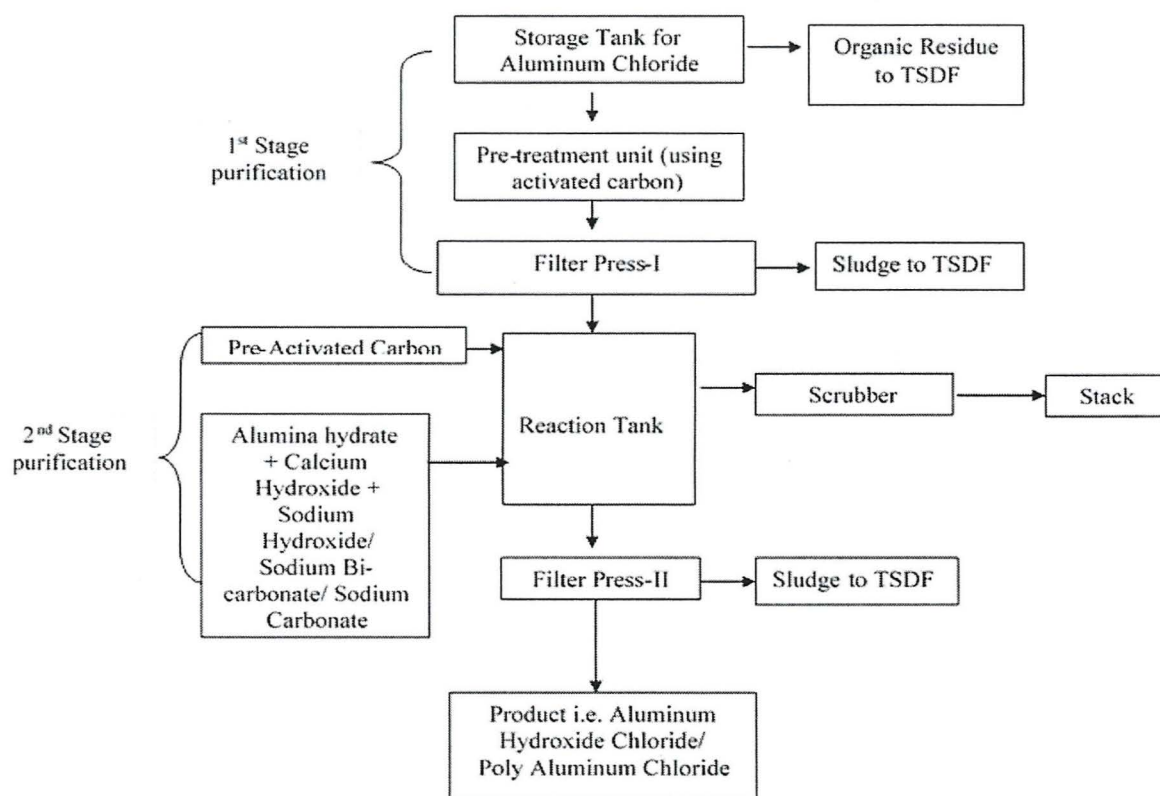 Storage Tank for
Aluminum Chloride
Organic Residue
to TSDF
1st Stage
purification
Pre-treatment unit (using
activated carbon)
Filter Press-I
Sludge to TSDF
Pre-Activated Carbon
Reaction Tank
Scrubber
Stack
2nd Stage
purification
Alumina hydrate
+ Calcium
Hydroxide +
Sodium
Hydroxide/
Sodium Bi-
carbonate/ Sodium
Carbonate
Filter Press-II
Sludge to TSDF
Product i.e. Aluminum
Hydroxide Chloride/
Poly Aluminum Chloride